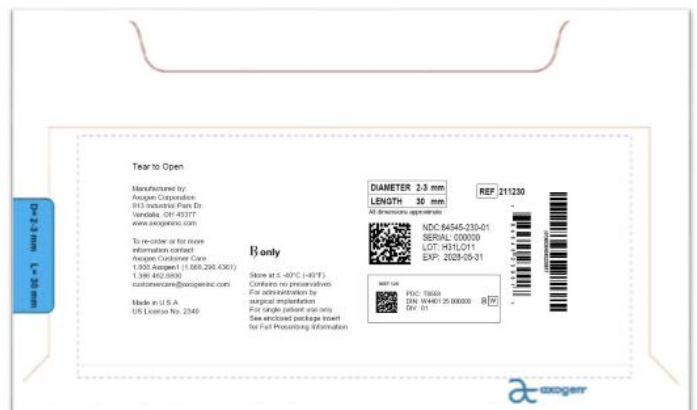 Tear to Open
Manufactured by:
Axogen Corporation
913 Industrial Park Dr.
Vandalia, OH 45377
www.axogeninc.com
To re-order or for more
information contact
Axogen Customer Care
1.888.Axogen1 (1.888.296.4361)
1.386.462.6800
customercare@axogeninc.com
Made in U.S.A
US License No. 2340
℞ only
Store at ≤ -40°C (-40°F)
Contains no preservatives
For administration by
surgical implantation
For single patient use only
See enclosed package insert
for Full Prescribing Information
DIAMETER 2-3 mm
LENGTH 30 mm
All dimensions approximate
REF 211230
NDC:84545-230-01
SERIAL: 000000
LOT: H31LO11
EXP: 2028-05-31
PDC: T0553
DIN: W4401 25 000000 8 W
DIV: 01
D= 2-3 mm L= 30 mm
axogen